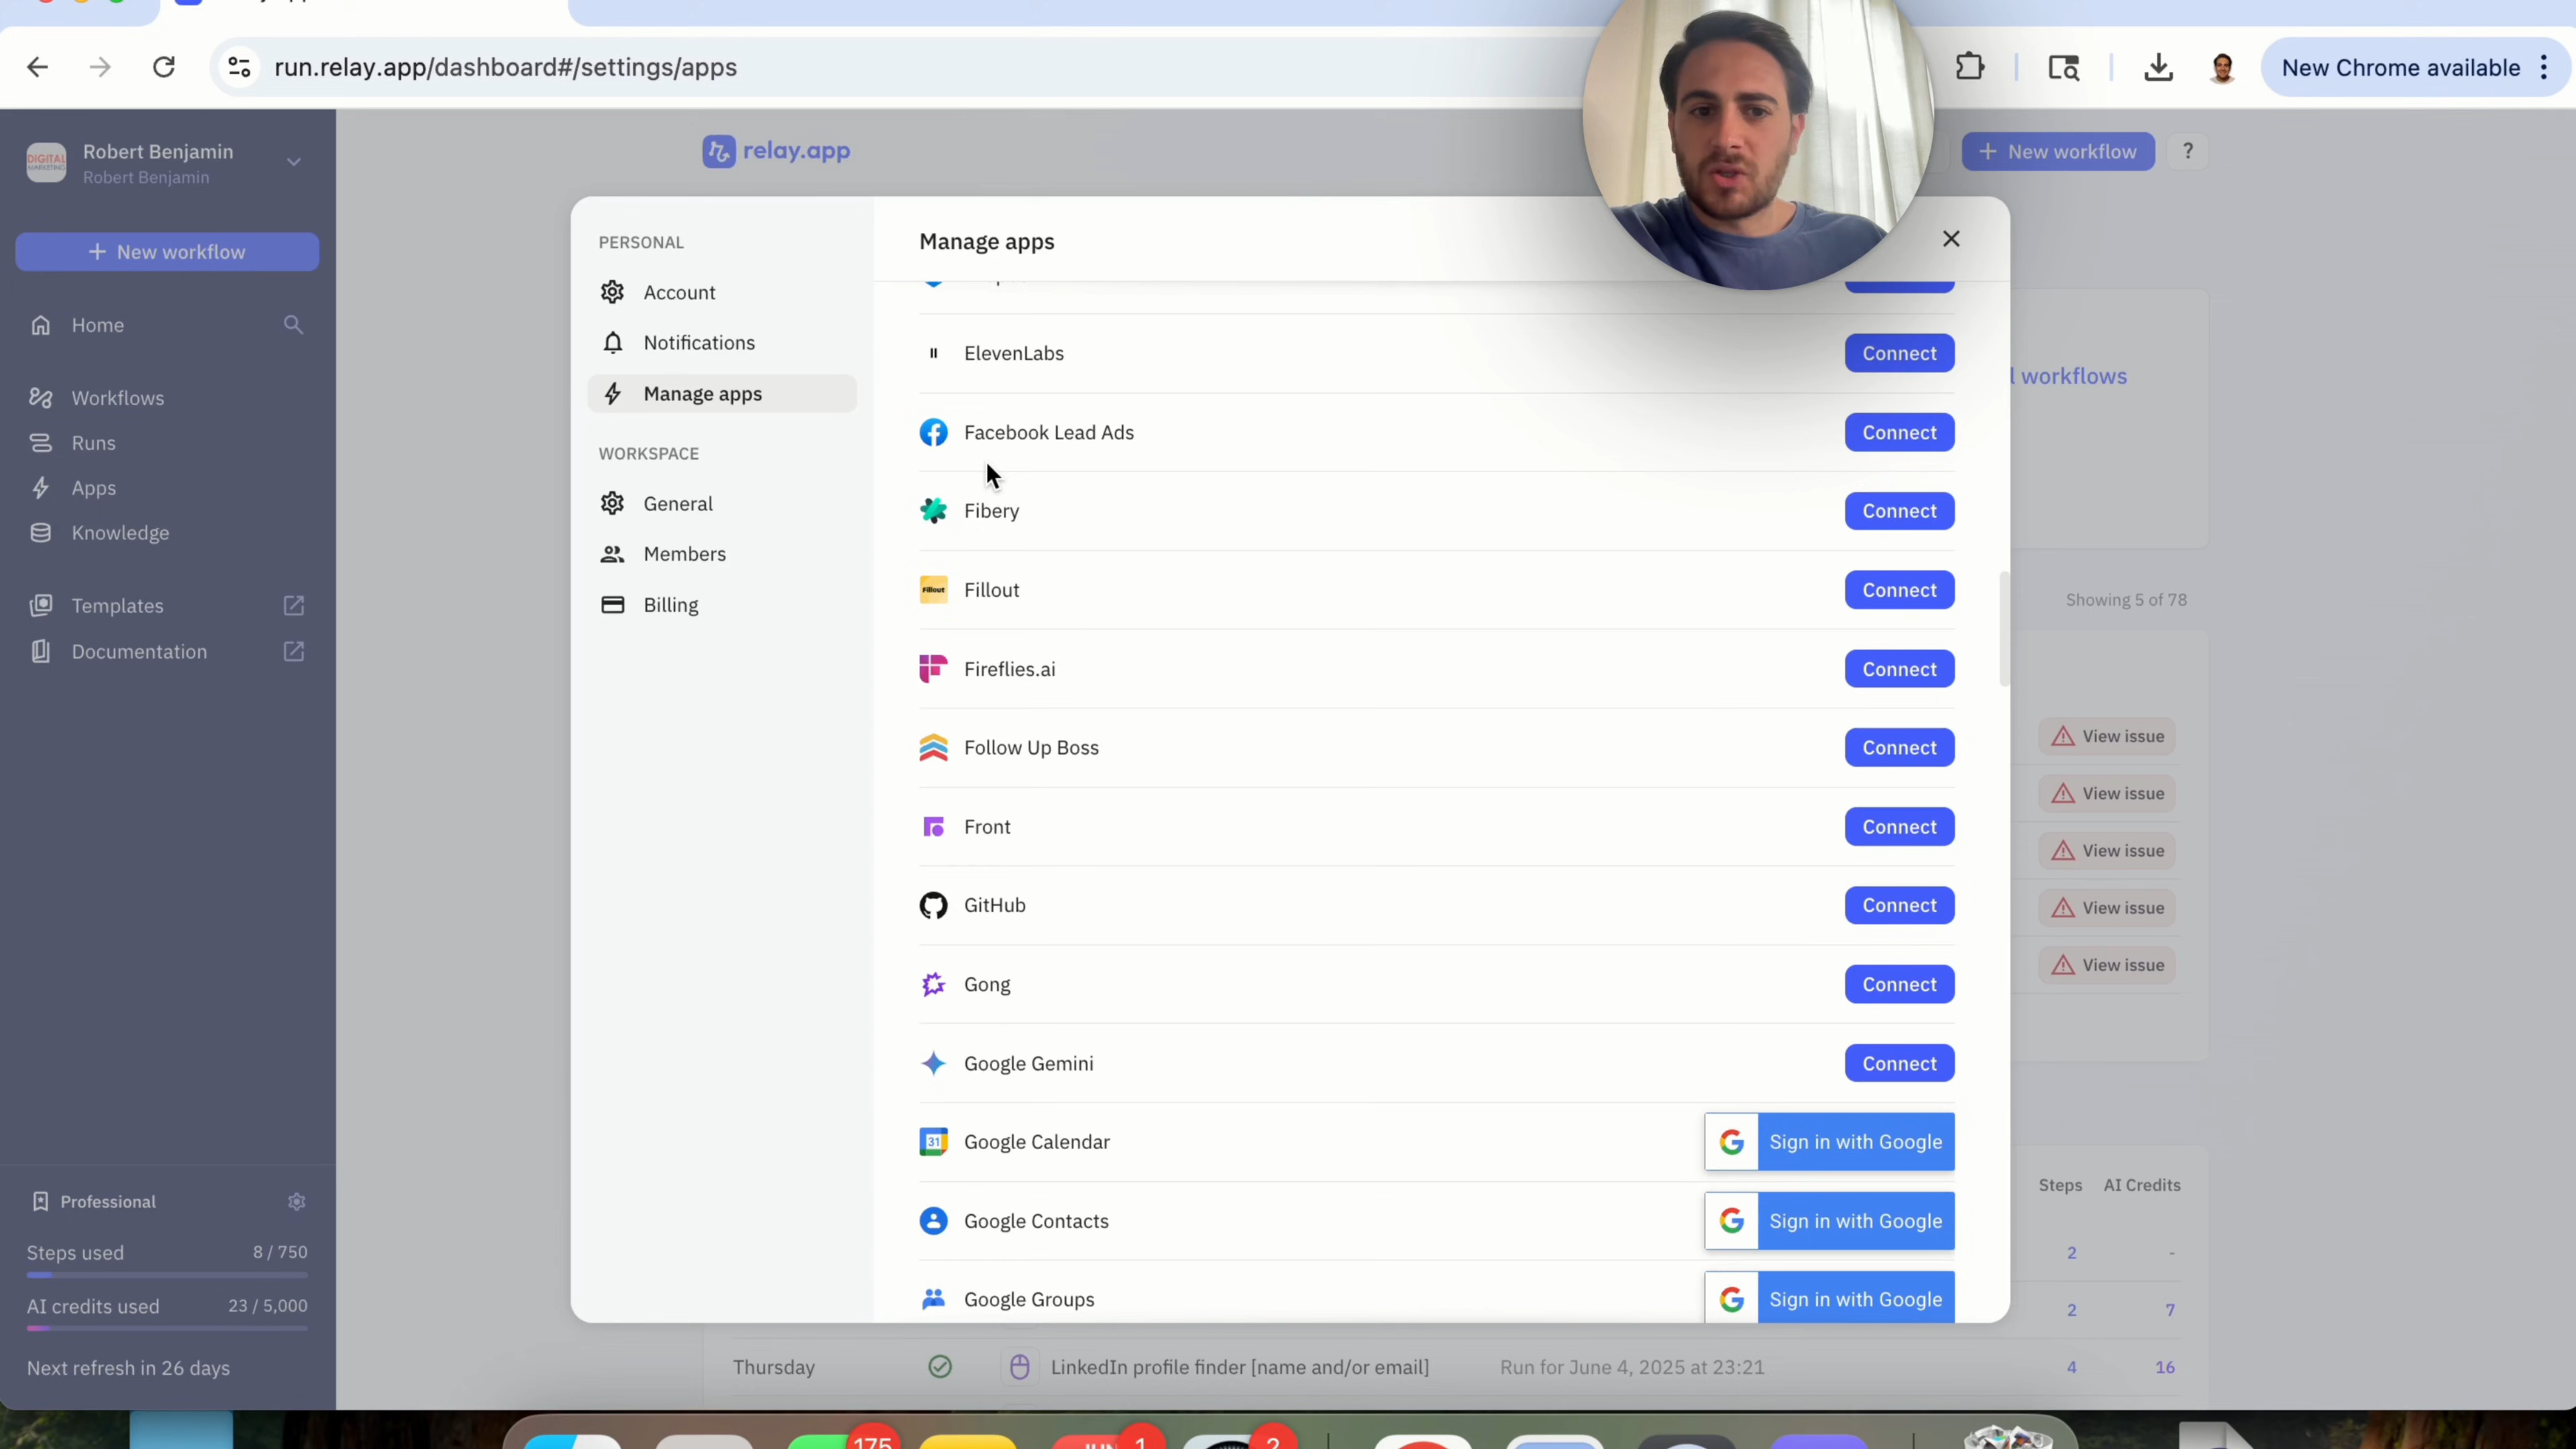 run.relay.app/dashboard#/settings/apps
New Chrome available
DIGITAL
MARKETING
Robert Benjamin
Robert Benjamin
New workflow
Home
Workflows
Runs
Apps
Knowledge
Templates
Documentation
Professional
Steps used 8 / 750
AI credits used 23 / 5,000
Next refresh in 26 days
relay.app
New workflow
?
PERSONAL
Account
Notifications
Manage apps
WORKSPACE
General
Members
Billing
Manage apps
ElevenLabs Connect
Facebook Lead Ads Connect
Fibery Connect
Fillout Fillout Connect
Fireflies.ai Connect
Follow Up Boss Connect
Front Connect
GitHub Connect
Gong Connect
Google Gemini Connect
31 Google Calendar Sign in with Google
Google Contacts Sign in with Google
Google Groups Sign in with Google
workflows
Showing 5 of 78
View issue
View issue
View issue
View issue
View issue
Steps AI Credits
2 -
2 7
Thursday LinkedIn profile finder [name and/or email] Run for June 4, 2025 at 23:21 4 16
175
JUN
1
2